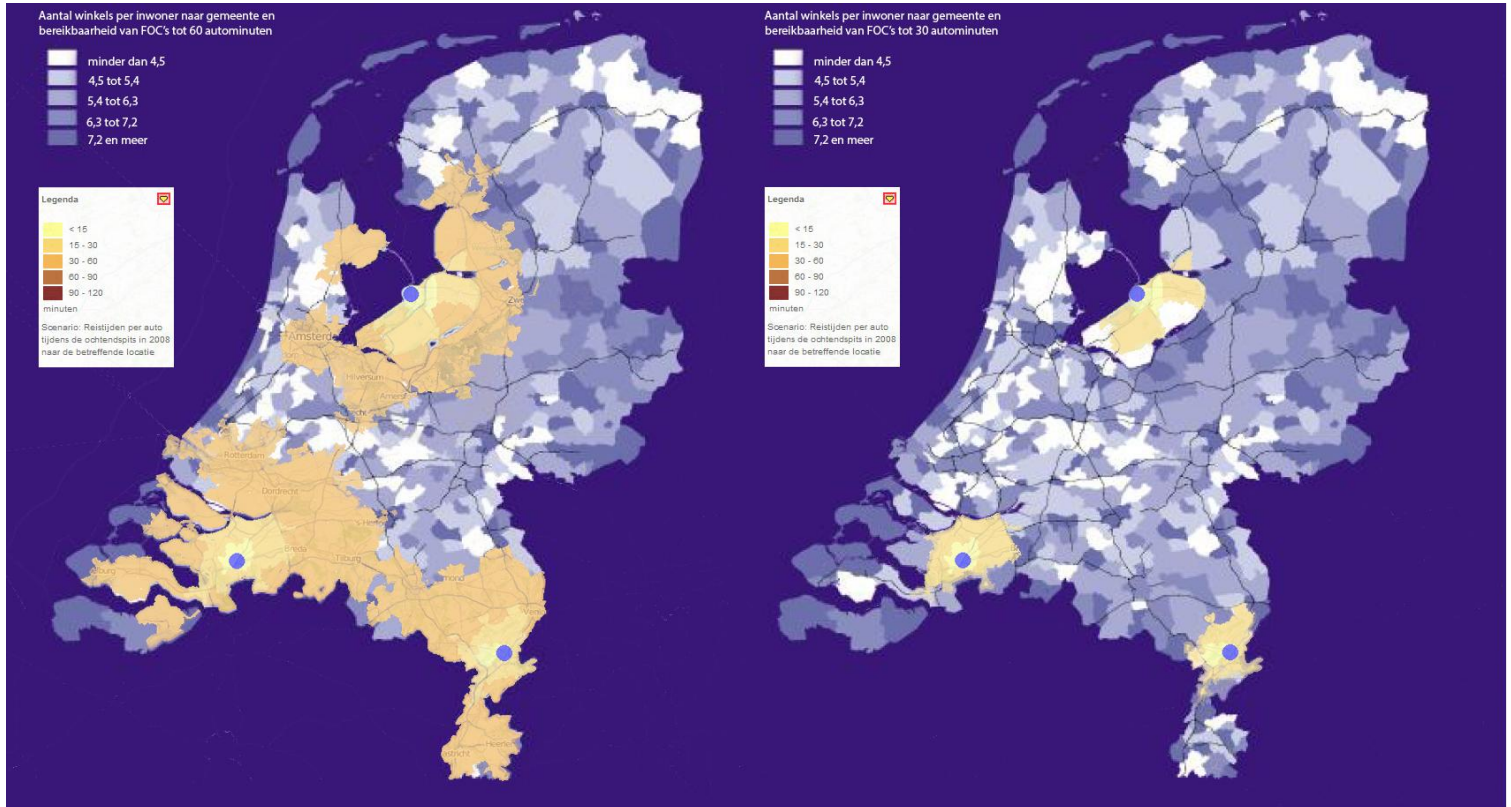 Aantal winkels per inwoner naar gemeente en
bereikbaarheid van FOC's tot 60 autominuten
minder dan 4,5
4,5 tot 5,4
5,4 tot 6,3
6,3 tot 7,2
7,2 en meer
Legenda
< 15
15 - 30
30 - 60
60 - 90
90 - 120
minuten
Scenario: Reistijden per auto
tijdens de ochtendspits in 2008
naar de betreffende locatie
Amsterda
Hilversum
Amersf
Zwo
Rotterdam
Dordrecht
Breda
Tilburg
Heerlen
Aantal winkels per inwoner naar gemeente en
bereikbaarheid van FOC's tot 30 autominuten
minder dan 4,5
4,5 tot 5,4
5,4 tot 6,3
6,3 tot 7,2
7,2 en meer
Legenda
< 15
15 - 30
30 - 60
60 - 90
90 - 120
minuten
Scenario: Reistijden per auto
tijdens de ochtendspits in 2008
naar de betreffende locatie